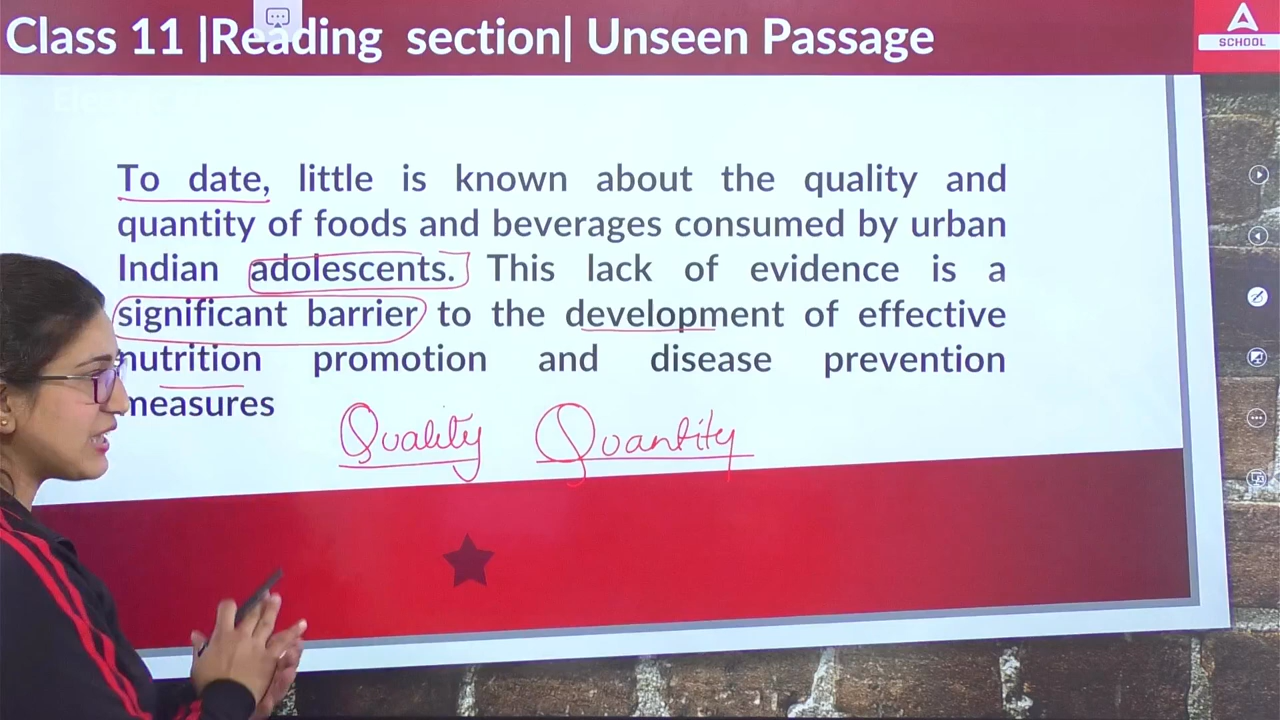 Class 11 |Reading section| Unseen Passage
SCHOOL
To date, little is known about the quality and
quantity of foods and beverages consumed by urban
Indian adolescents. This lack of evidence is a
significant barrier to the development of effective
nutrition promotion and disease prevention
measures
Quality Quantity